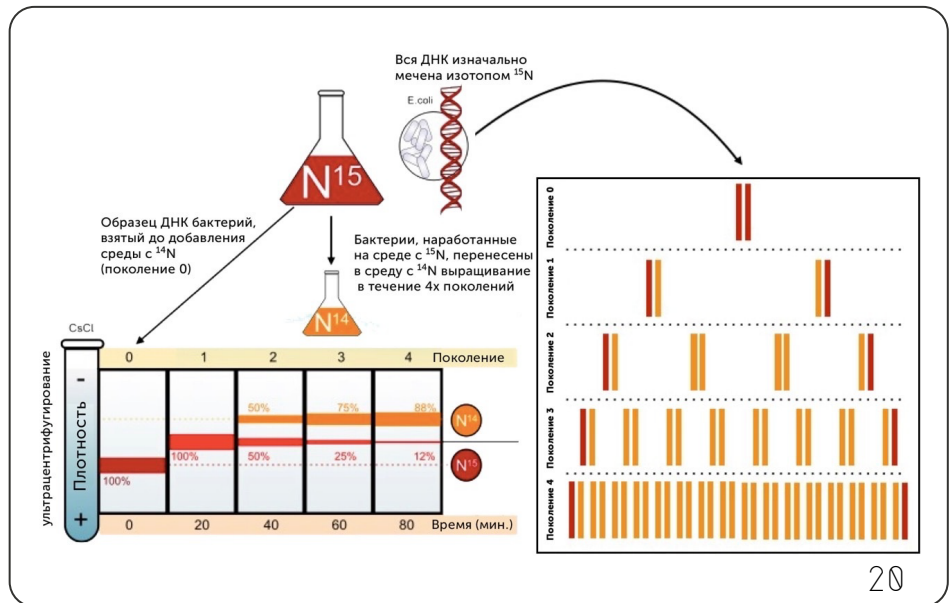 Вся ДНК изначально
мечена изотопом ¹⁵N
E.coli
N¹⁵
Образец ДНК бактерий,
взятый до добавления
среды с ¹⁴N
(поколение 0)
Бактерии, наработанные
на среде с ¹⁵N, перенесены
в среду с ¹⁴N выращивание
в течение 4х поколений
N¹⁴
CsCl
0 1 2 3 4 Поколение
ультрацентрифугирование
- Плотность +
50% 75% 88%
N¹⁴
100% 50% 25% 12%
N¹⁵
100%
0 20 40 60 80 Время (мин.)
Поколение 0
Поколение 1
Поколение 2
Поколение 3
Поколение 4
20